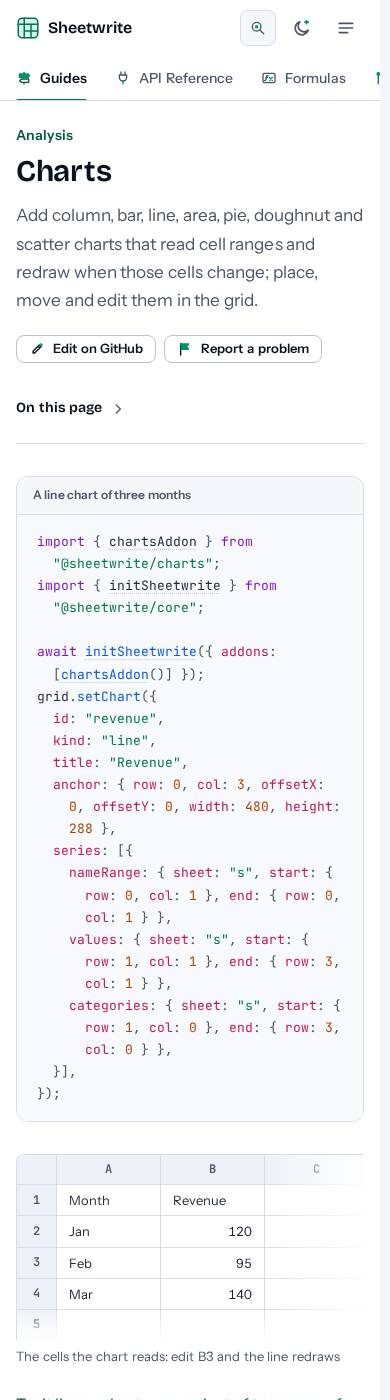 Sheetwrite
Guides API Reference Formulas
Analysis
Charts
Add column, bar, line, area, pie, doughnut and
scatter charts that read cell ranges and
redraw when those cells change; place,
move and edit them in the grid.
Edit on GitHub Report a problem
On this page
A line chart of three months
import { chartsAddon } from
"@sheetwrite/charts";
import { initSheetwrite } from
"@sheetwrite/core";
await initSheetwrite({ addons:
[chartsAddon()] });
grid.setChart({
id: "revenue",
kind: "line",
title: "Revenue",
anchor: { row: 0, col: 3, offsetX:
0, offsetY: 0, width: 480, height:
288 },
series: [{
nameRange: { sheet: "s", start: {
row: 0, col: 1 }, end: { row: 0,
col: 1 } },
values: { sheet: "s", start: {
row: 1, col: 1 }, end: { row: 3,
col: 1 } },
categories: { sheet: "s", start: {
row: 1, col: 0 }, end: { row: 3,
col: 0 } },
}],
});
A B C
1 Month Revenue
2 Jan 120
3 Feb 95
4 Mar 140
5
The cells the chart reads: edit B3 and the line redraws